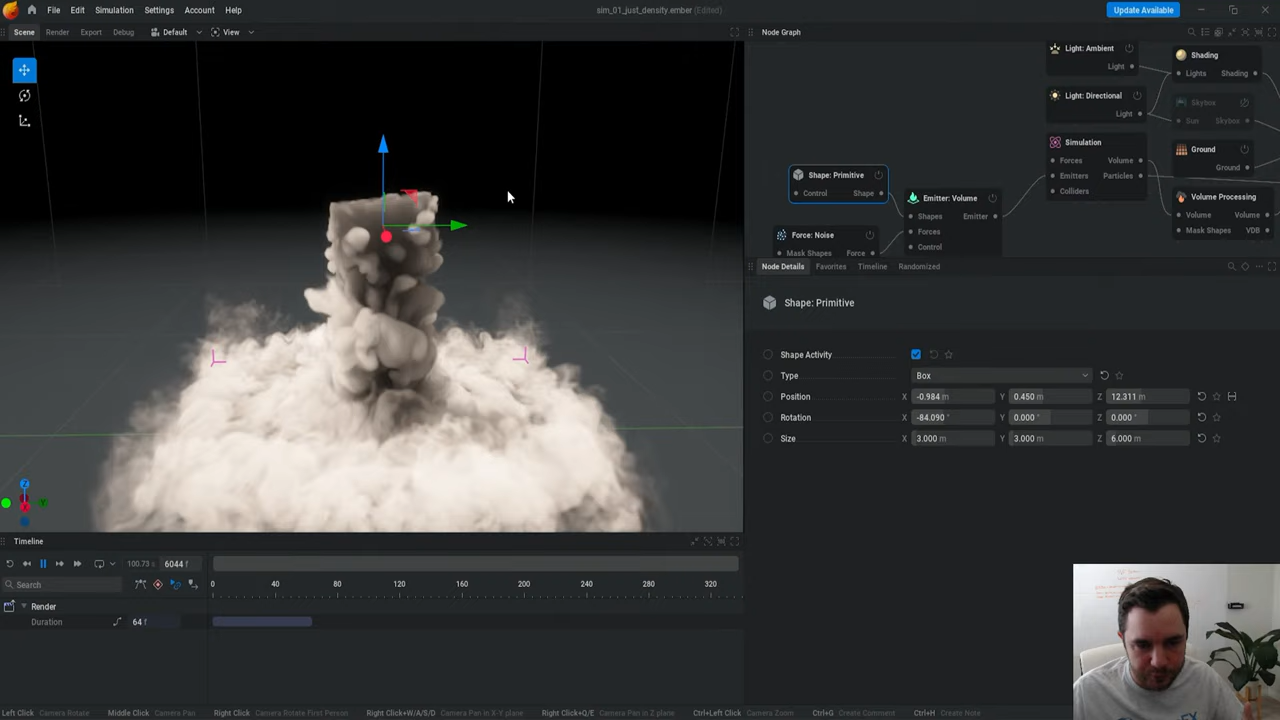 File Edit Simulation Settings Account Help
sim_01_just_density.ember (Edited)
Update Available
Scene Render Export Debug Default View
Node Graph
Light: Ambient
Light
Light: Directional
Light
Shading
Lights Shading
Skybox
Sun Skybox
Ground
Ground
Simulation
Forces Volume
Emitters Particles
Colliders
Volume Processing
Volume Volume
Mask Shapes VDB
Shape: Primitive
Control Shape
Emitter: Volume
Shapes Emitter
Forces
Control
Force: Noise
Mask Shapes Force
Node Details Favorites Timeline Randomized
Shape: Primitive
Shape Activity
Type Box
Position X -0.984 m Y 0.450 m Z 12.311 m
Rotation X -84.090 ° Y 0.000 ° Z 0.000 °
Size X 3.000 m Y 3.000 m Z 6.000 m
Timeline
100.73 s 6044 f
Search
0 40 80 120 160 200 240 280 320
Render
Duration 64 f
Left Click Camera Rotate Middle Click Camera Pan Right Click Camera Rotate First Person Right Click+W/A/S/D Camera Pan in X-Y plane Right Click+Q/E Camera Pan in Z plane Ctrl+Left Click Camera Zoom Ctrl+G Create Comment Ctrl+H Create Note